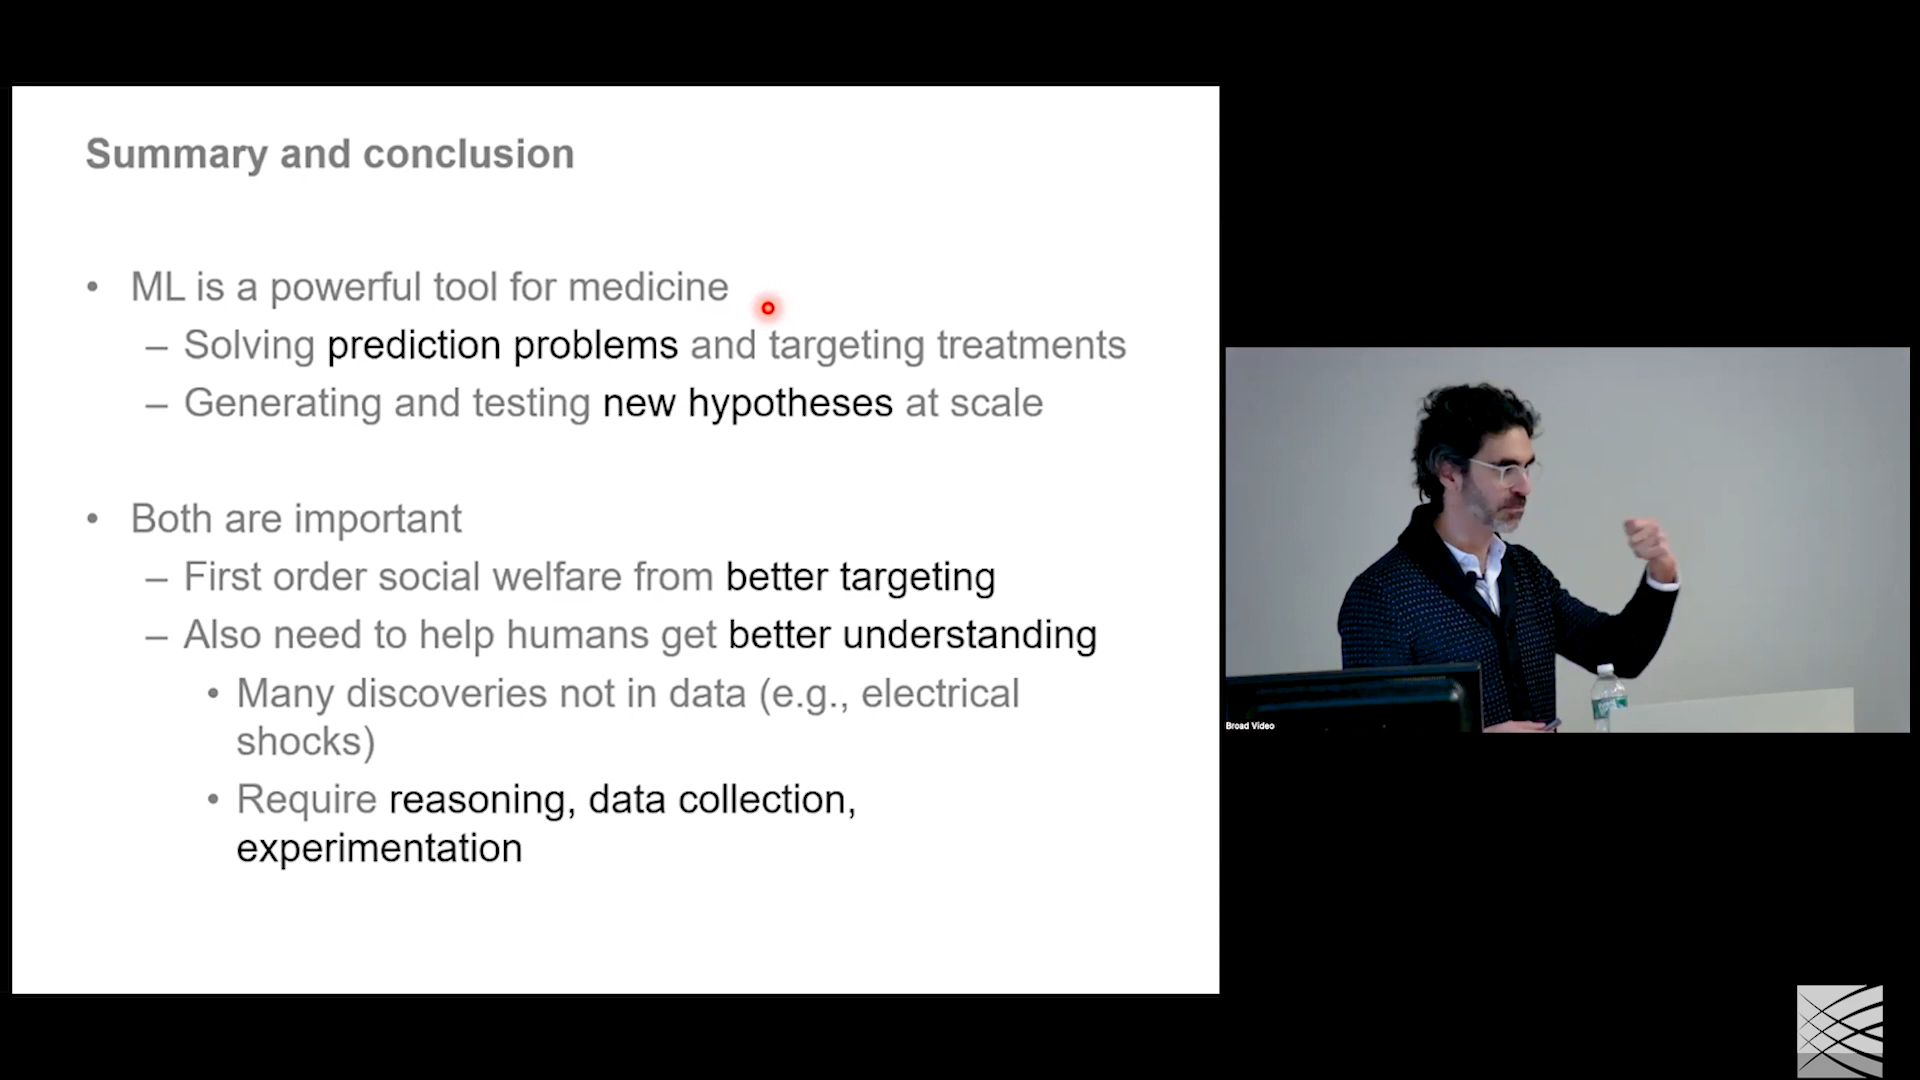 Summary and conclusion
• ML is a powerful tool for medicine
– Solving prediction problems and targeting treatments
– Generating and testing new hypotheses at scale
• Both are important
– First order social welfare from better targeting
– Also need to help humans get better understanding
• Many discoveries not in data (e.g., electrical
shocks)
• Require reasoning, data collection,
experimentation
Broad Video